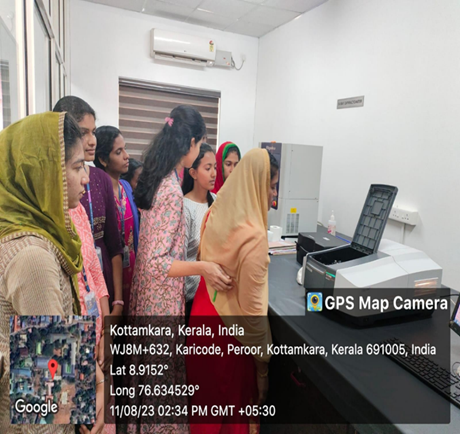 GPS Map Camera
Kottamkara, Kerala, India
WJ8M+632, Karicode, Peroor, Kottamkara, Kerala 691005, India
Lat 8.9152°
Long 76.634529°
11/08/23 02:34 PM GMT +05:30
Google